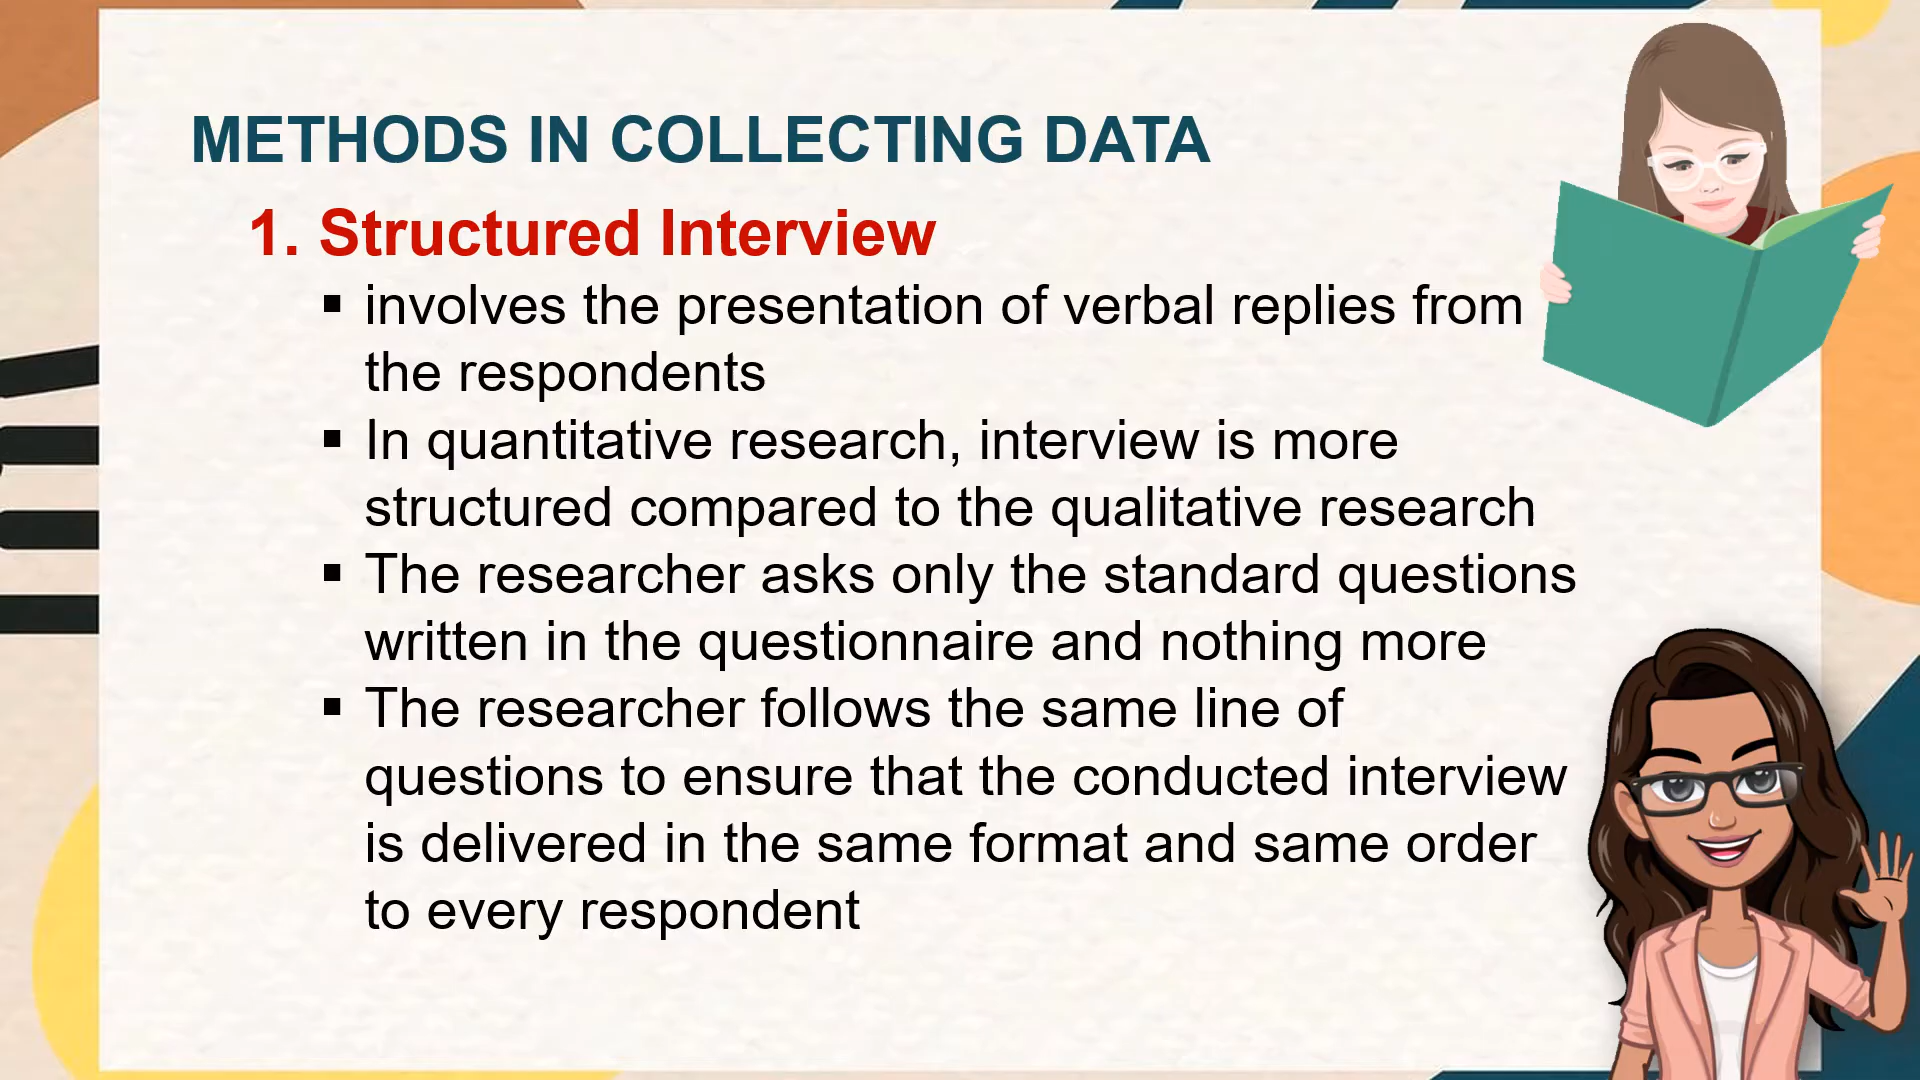 METHODS IN COLLECTING DATA
1. Structured Interview
▪ involves the presentation of verbal replies from
the respondents
▪ In quantitative research, interview is more
structured compared to the qualitative research
▪ The researcher asks only the standard questions
written in the questionnaire and nothing more
▪ The researcher follows the same line of
questions to ensure that the conducted interview
is delivered in the same format and same order
to every respondent